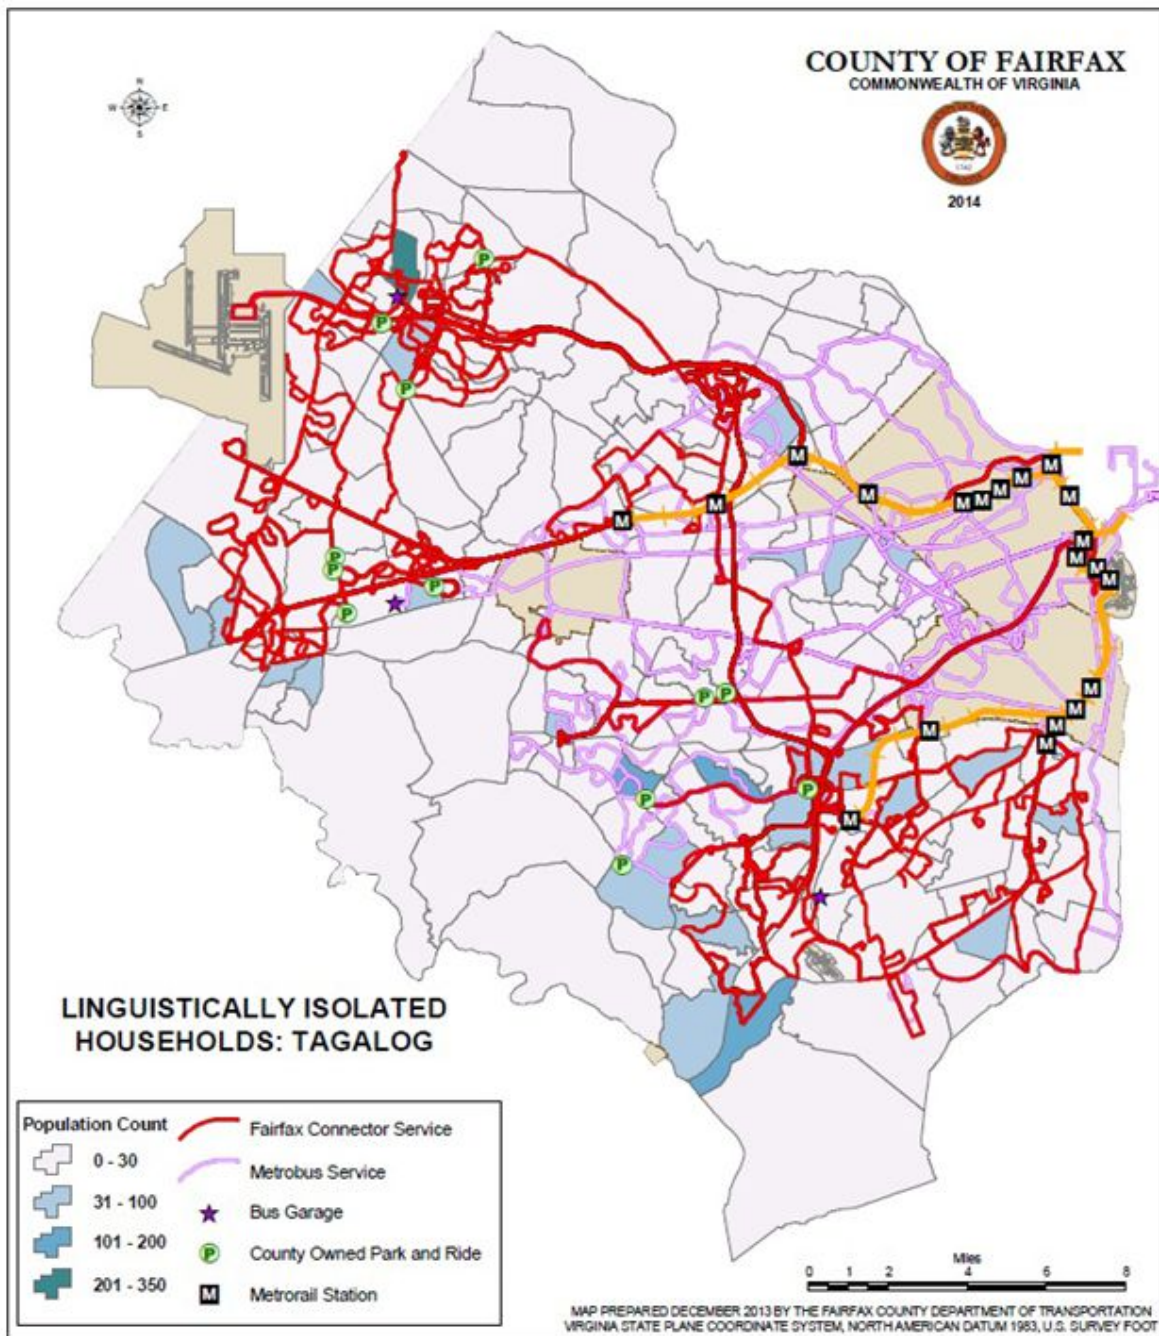 COUNTY OF FAIRFAX
COMMONWEALTH OF VIRGINIA
2014
N
W E
S
LINGUISTICALLY ISOLATED
HOUSEHOLDS: TAGALOG
Population Count
0 - 30
31 - 100
101 - 200
201 - 350
Fairfax Connector Service
Metrobus Service
Bus Garage
P County Owned Park and Ride
M Metrorail Station
Miles
0 1 2 4 6 8
MAP PREPARED DECEMBER 2013 BY THE FAIRFAX COUNTY DEPARTMENT OF TRANSPORTATION
VIRGINIA STATE PLANE COORDINATE SYSTEM, NORTH AMERICAN DATUM 1983, U.S. SURVEY FOOT